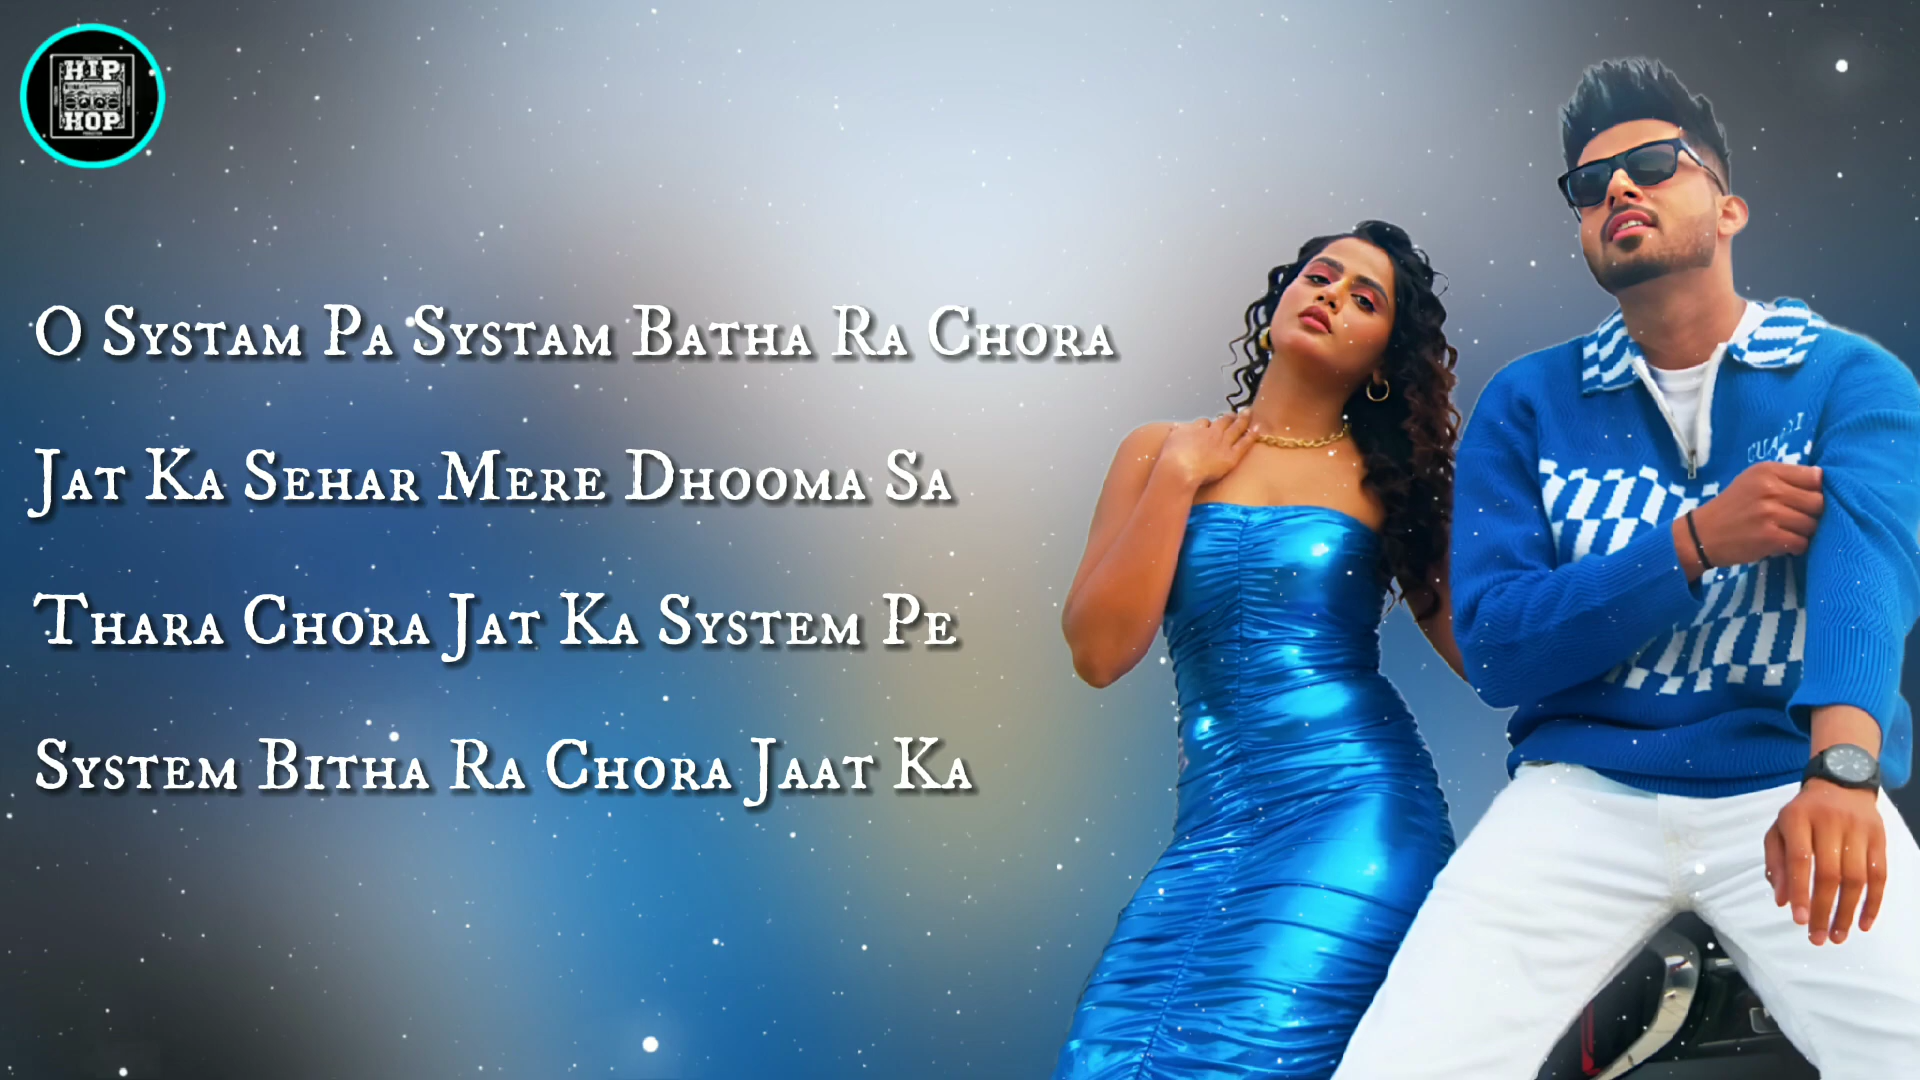 HIP
HOP
O Systam Pa Systam Batha Ra Chora
Jat Ka Sehar Mere Dhooma Sa
Thara Chora Jat Ka System Pe
System Bitha Ra Chora Jaat Ka